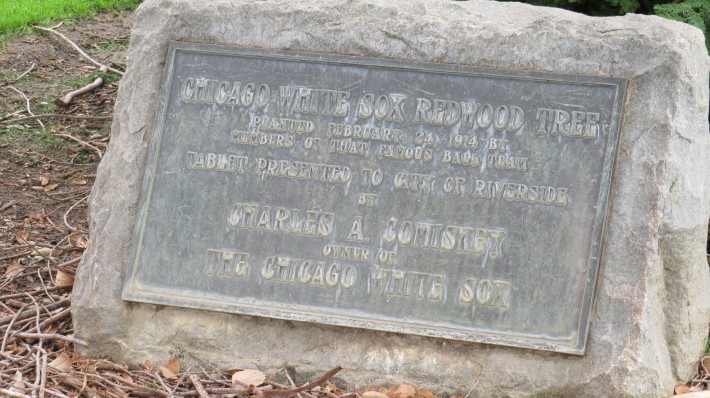 CHICAGO WHITE SOX REDWOOD TREE
PLANTED FEBRUARY 24, 1914 BY
MEMBERS OF THAT FAMOUS BALL TEAM
TABLET PRESENTED TO CITY OF RIVERSIDE
BY
CHARLES A. COMISKEY
OWNER OF
THE CHICAGO WHITE SOX